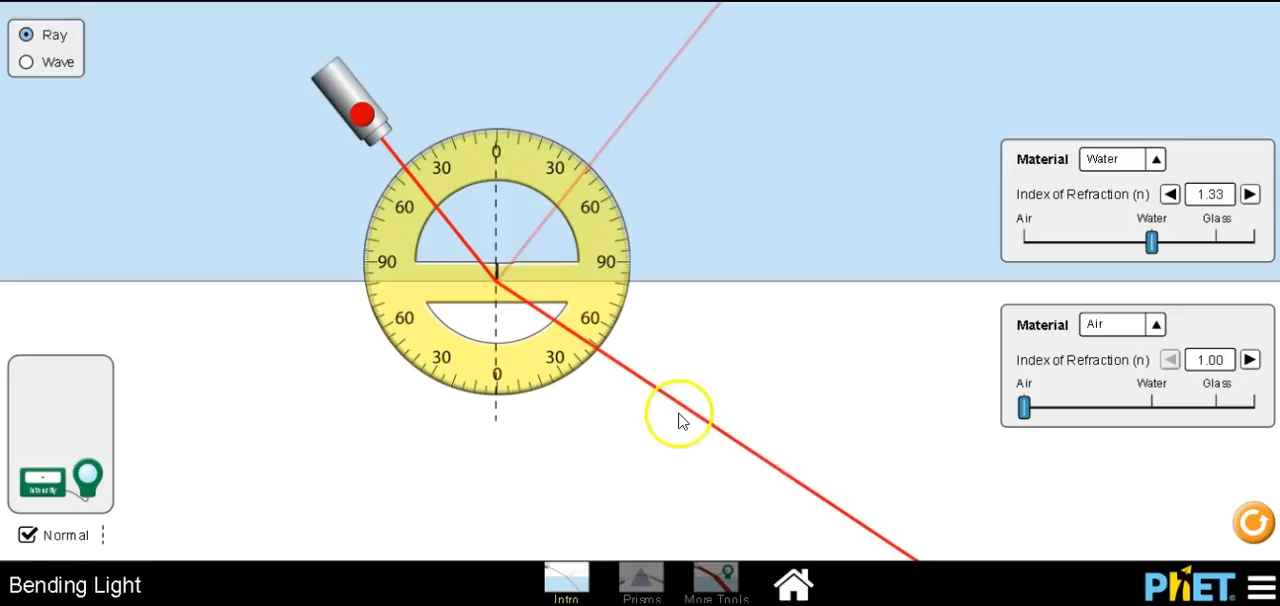 Ray
Wave
0
30 30
60 60
90 90
60 60
30 30
0
Material Water
Index of Refraction (n) 1.33
Air Water Glass
Material Air
Index of Refraction (n) 1.00
Air Water Glass
Intensity
Normal
Bending Light
Intro
Prisms
More Tools
PhET